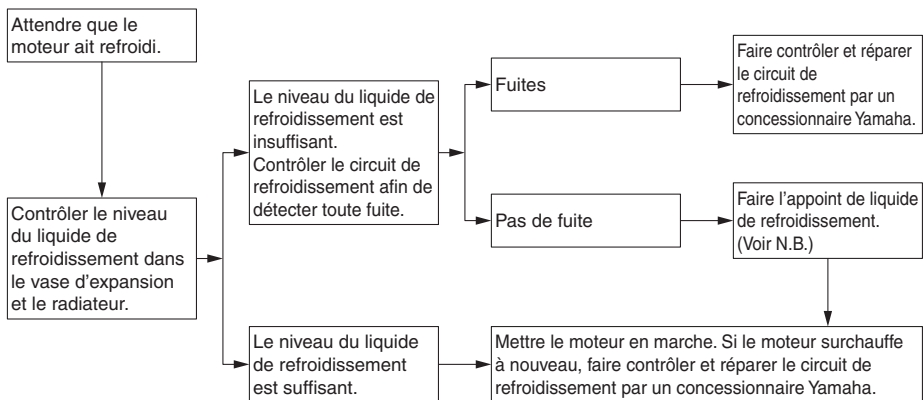 Attendre que le
moteur ait refroidi.
Contrôler le niveau
du liquide de
refroidissement dans
le vase d’expansion
et le radiateur.
Le niveau du liquide de
refroidissement est
insuffisant.
Contrôler le circuit de
refroidissement afin de
détecter toute fuite.
Fuites
Faire contrôler et réparer
le circuit de
refroidissement par un
concessionnaire Yamaha.
Pas de fuite
Faire l’appoint de liquide
de refroidissement.
(Voir N.B.)
Le niveau du liquide
de refroidissement
est suffisant.
Mettre le moteur en marche. Si le moteur surchauffe
à nouveau, faire contrôler et réparer le circuit de
refroidissement par un concessionnaire Yamaha.